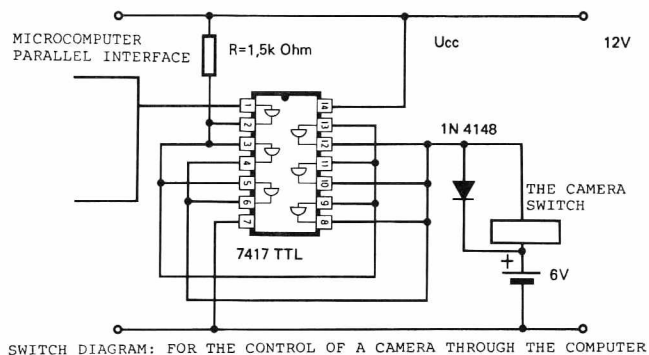 MICROCOMPUTER
PARALLEL INTERFACE
R=1,5k Ohm
Ucc
12V
1
2
3
4
5
6
7
14
13
12
11
10
9
8
1N 4148
THE CAMERA
SWITCH
+
6V
7417 TTL
SWITCH DIAGRAM: FOR THE CONTROL OF A CAMERA THROUGH THE COMPUTER